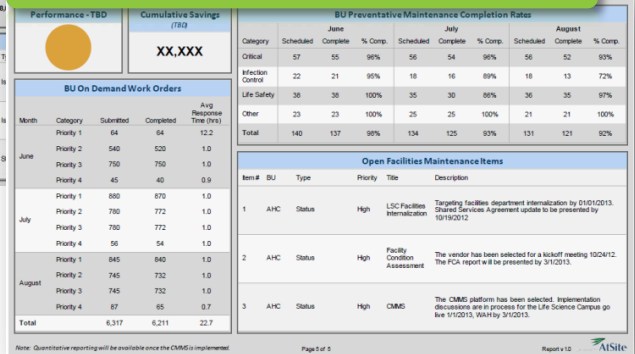 Performance - TBD
Cumulative Savings
(TBD)
XX,XXX
BU On Demand Work Orders
Month Category Submitted Completed Avg Response Time (hrs)
June
Priority 1 64 64 12.2
Priority 2 540 520 1.0
Priority 3 750 750 1.0
Priority 4 45 40 0.9
July
Priority 1 880 870 1.0
Priority 2 780 772 1.0
Priority 3 780 772 1.0
Priority 4 56 54 1.0
August
Priority 1 845 840 1.0
Priority 2 745 732 1.0
Priority 3 745 732 1.0
Priority 4 87 65 0.7
Total 6,317 6,211 22.7
BU Preventative Maintenance Completion Rates
June July August
Category Scheduled Complete % Comp. Scheduled Complete % Comp. Scheduled Complete % Comp.
Critical 57 55 96% 56 54 96% 56 52 93%
Infection Control 22 21 95% 18 16 89% 18 13 72%
Life Safety 38 38 100% 35 30 86% 36 35 97%
Other 23 23 100% 25 25 100% 21 21 100%
Total 140 137 98% 134 125 93% 131 121 92%
Open Facilities Maintenance Items
Item # BU Type Priority Title Description
1 AHC Status High LSC Facilities Internalization Targeting facilities department internalization by 01/01/2013.
Shared Services Agreement update to be presented by
10/19/2012
2 AHC Status High Facility Condition Assessment The vendor has been selected for a kickoff meeting 10/24/12.
The FCA report will be presented by 3/1/2013.
3 AHC Status High CMMS The CMMS platform has been selected. Implementation
discussions are in process for the Life Science Campus go
live 1/1/2013, WAH by 3/1/2013.
Note: Quantitative reporting will be available once the CMMS is implemented.
Page 5 of 5
Report v 1.0
AtSite